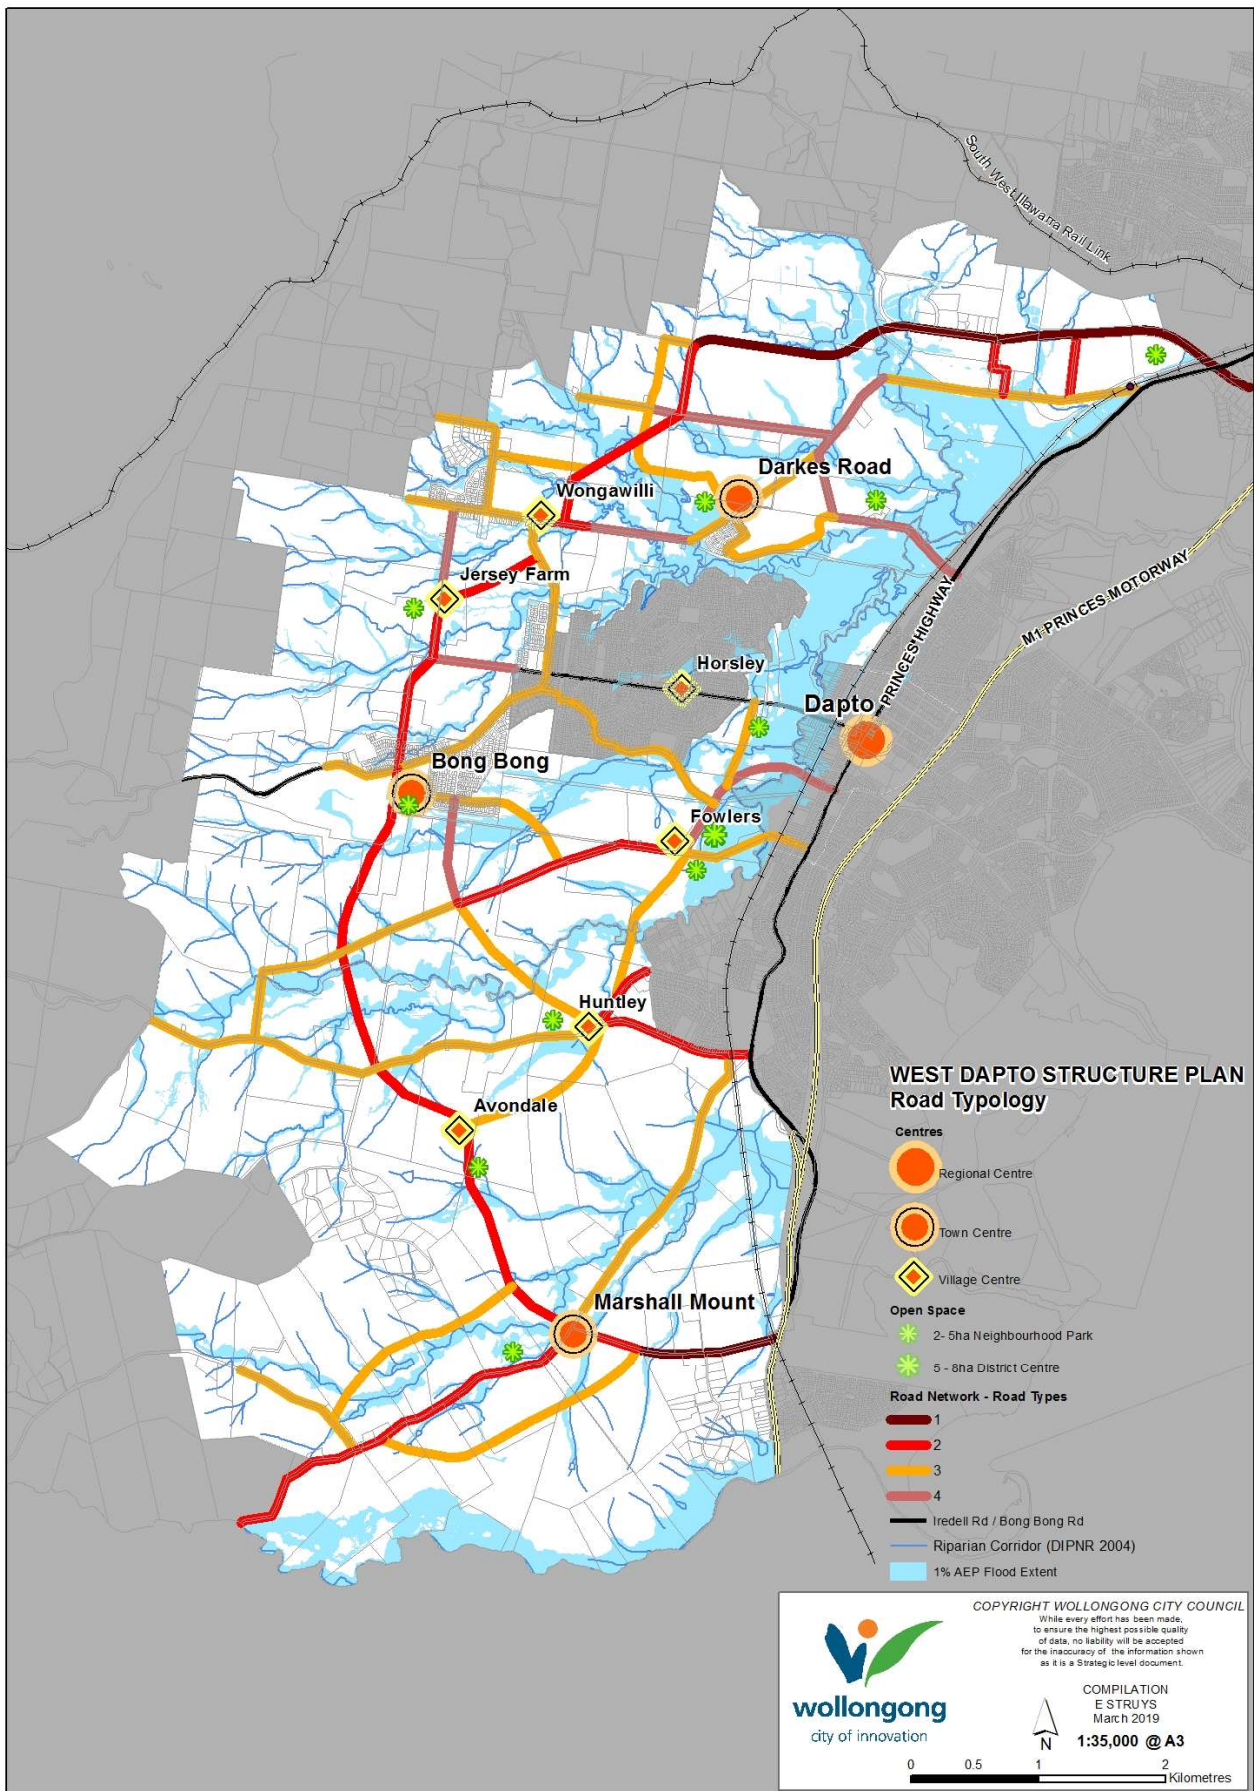 South West Illawarra Rail Link
Darkes Road
Wongawilli
Jersey Farm
M1 PRINCES MOTORWAY
PRINCES HIGHWAY
Horsley
Dapto
Bong Bong
Fowlers
Huntley
Avondale
Marshall Mount
WEST DAPTO STRUCTURE PLAN
Road Typology
Centres
Regional Centre
Town Centre
Village Centre
Open Space
2- 5ha Neighbourhood Park
5 - 8ha District Centre
Road Network - Road Types
1
2
3
4
Iredell Rd / Bong Bong Rd
Riparian Corridor (DIPNR 2004)
1% AEP Flood Extent
wollongong
city of innovation
COPYRIGHT WOLLONGONG CITY COUNCIL
While every effort has been made,
to ensure the highest possible quality
of data, no liability will be accepted
for the inaccuracy of the information shown
as it is a Strategic level document.
COMPILATION
E STRUYS
March 2019
N
1:35,000 @ A3
0 0.5 1 2
Kilometres